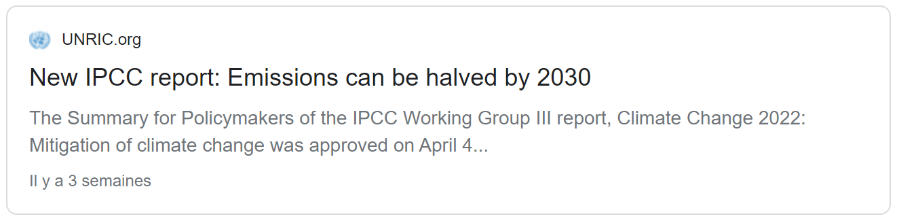 UNRIC.org
New IPCC report: Emissions can be halved by 2030
The Summary for Policymakers of the IPCC Working Group III report, Climate Change 2022:
Mitigation of climate change was approved on April 4...
Il y a 3 semaines